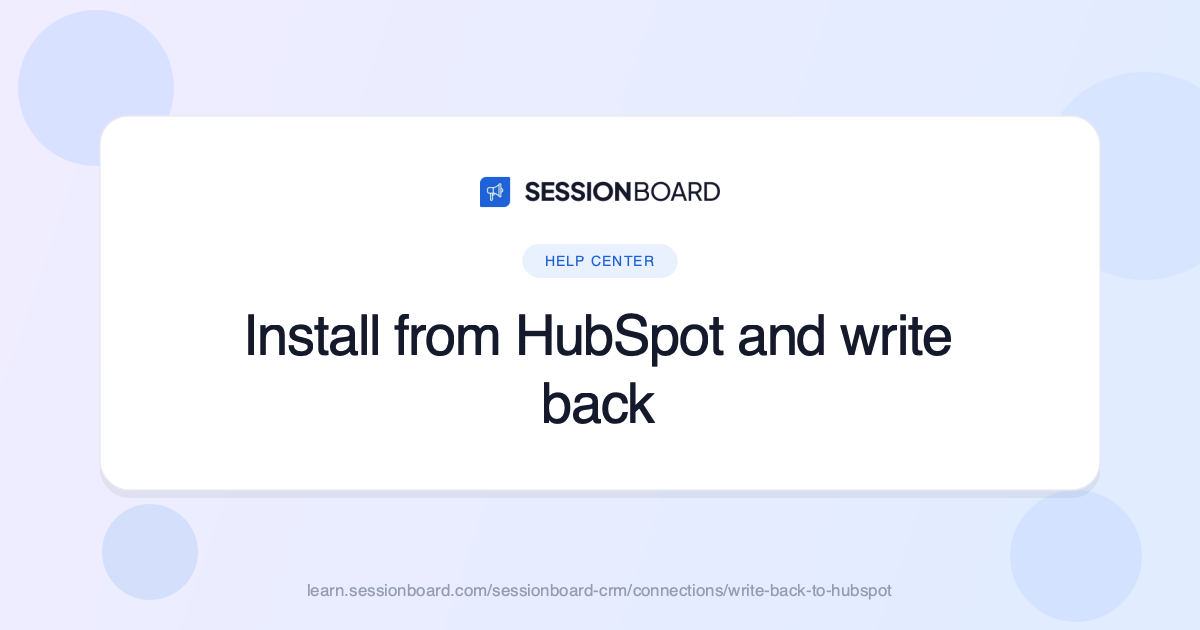 SESSIONBOARD
HELP CENTER
Install from HubSpot and write
back
learn.sessionboard.com/sessionboard-crm/connections/write-back-to-hubspot